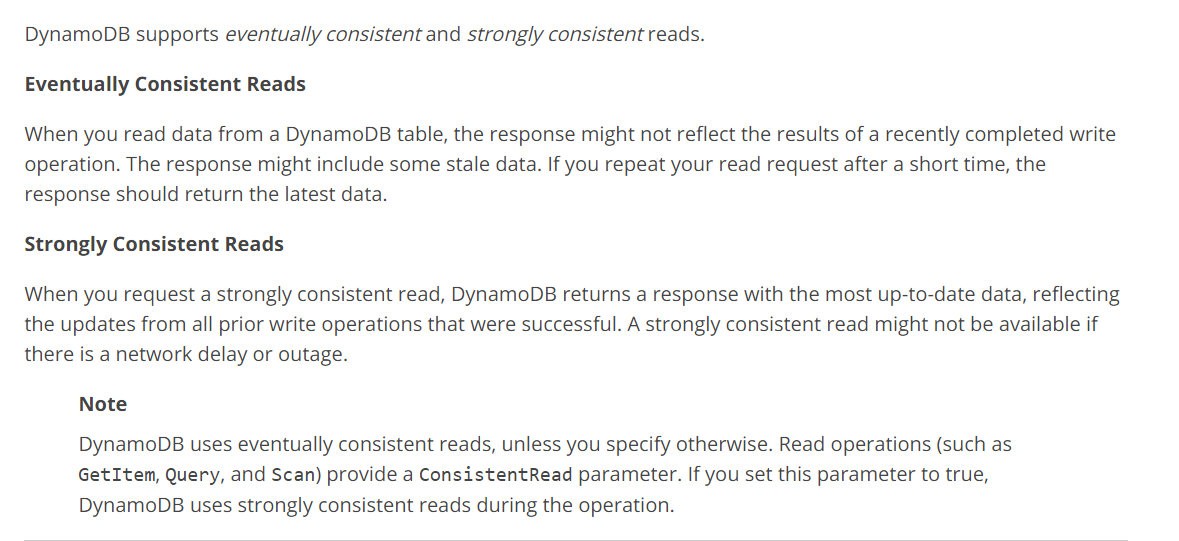 DynamoDB supports eventually consistent and strongly consistent reads.
Eventually Consistent Reads
When you read data from a DynamoDB table, the response might not reflect the results of a recently completed write
operation. The response might include some stale data. If you repeat your read request after a short time, the
response should return the latest data.
Strongly Consistent Reads
When you request a strongly consistent read, DynamoDB returns a response with the most up-to-date data, reflecting
the updates from all prior write operations that were successful. A strongly consistent read might not be available if
there is a network delay or outage.
Note
DynamoDB uses eventually consistent reads, unless you specify otherwise. Read operations (such as
GetItem, Query, and Scan) provide a ConsistentRead parameter. If you set this parameter to true,
DynamoDB uses strongly consistent reads during the operation.